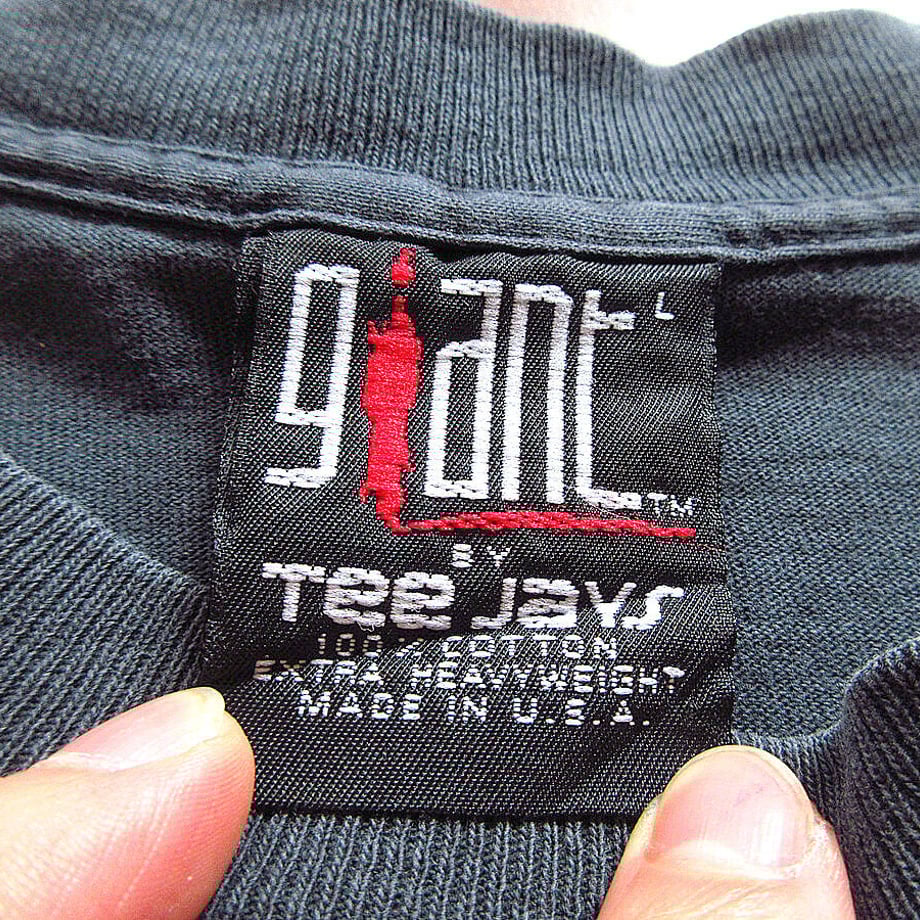 giant L
TM
BY
Tee Jays
100% COTTON
EXTRA HEAVYWEIGHT
MADE IN U.S.A.